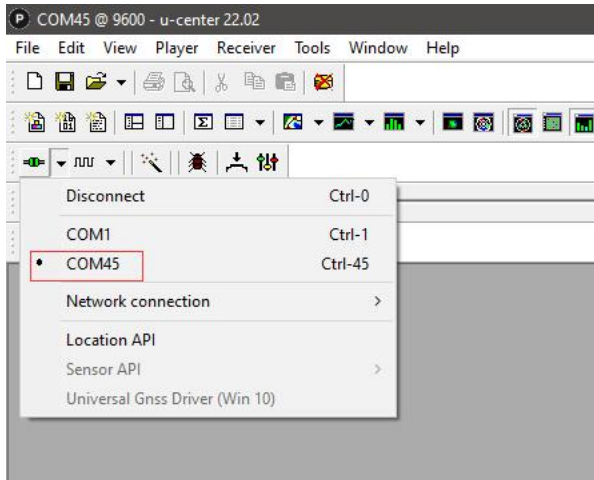 COM45 @ 9600 - u-center 22.02
File Edit View Player Receiver Tools Window Help
Disconnect Ctrl-0
COM1 Ctrl-1
COM45 Ctrl-45
Network connection
Location API
Sensor API
Universal Gnss Driver (Win 10)